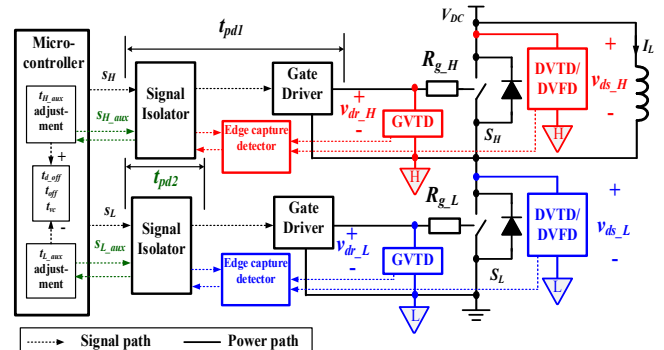 Micro-
controller
t_H_aux
adjustment
+
t_d_off
t_off
t_vc
-
t_L_aux
adjust-
ment
t_pd1
s_H
s_H_aux
Signal
Isolator
Gate
Driver
Edge capture
detector
+
v_dr_H
-
GVTD
H
R_g_H
V_DC
S_H
DVTD/
DVFD
+
v_ds_H
-
H
I_L
t_pd2
s_L
s_L_aux
Signal
Isolator
Gate
Driver
Edge capture
detector
+
v_dr_L
-
GVTD
L
R_g_L
S_L
DVTD/
DVFD
+
v_ds_L
-
L
Signal path
Power path